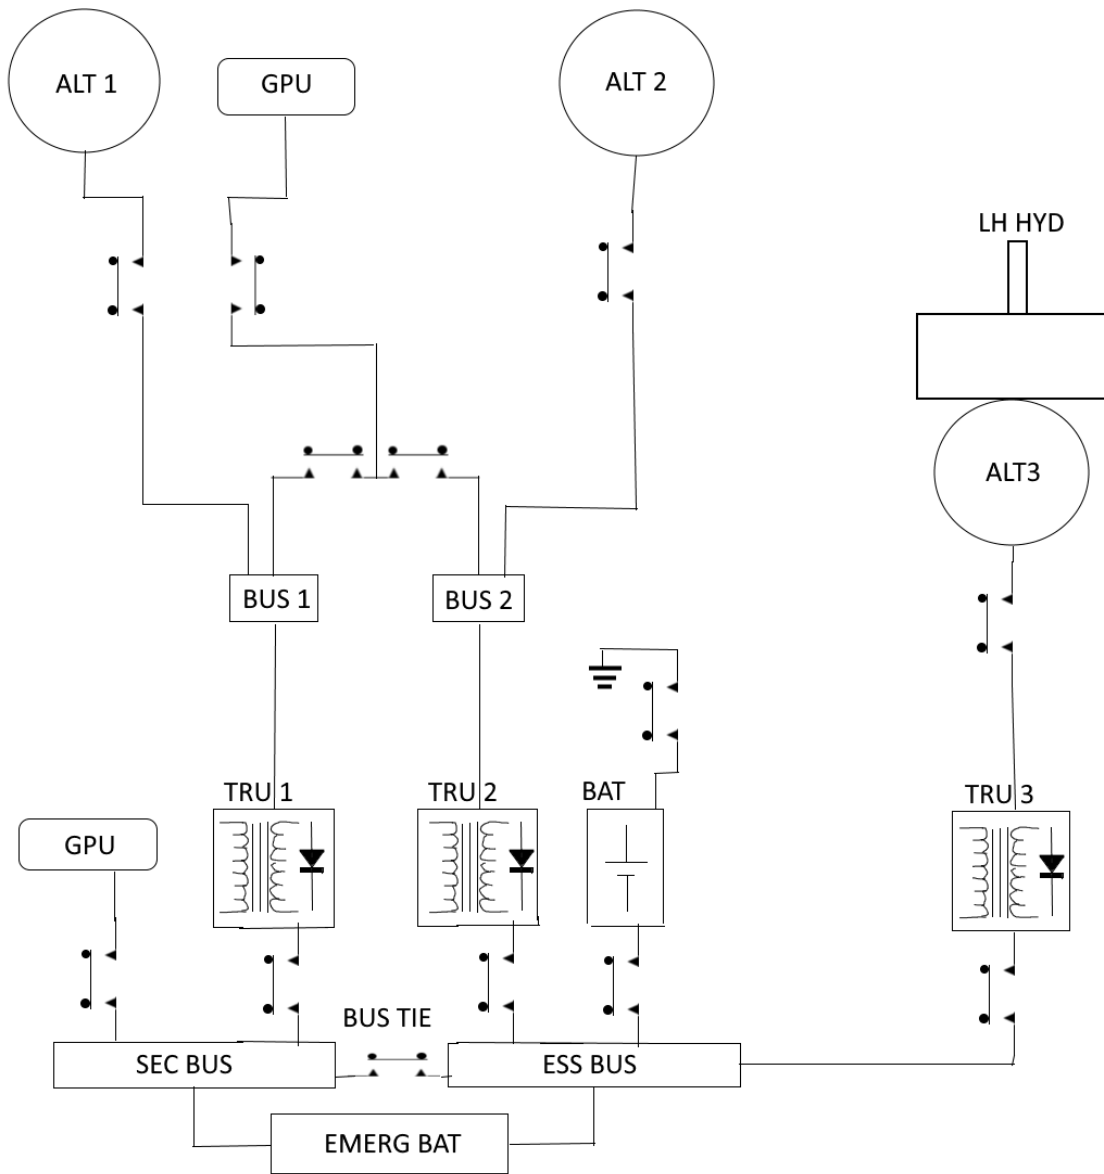 ALT 1
GPU
ALT 2
LH HYD
ALT3
BUS 1
BUS 2
TRU 1
TRU 2
BAT
TRU 3
GPU
BUS TIE
SEC BUS
ESS BUS
EMERG BAT